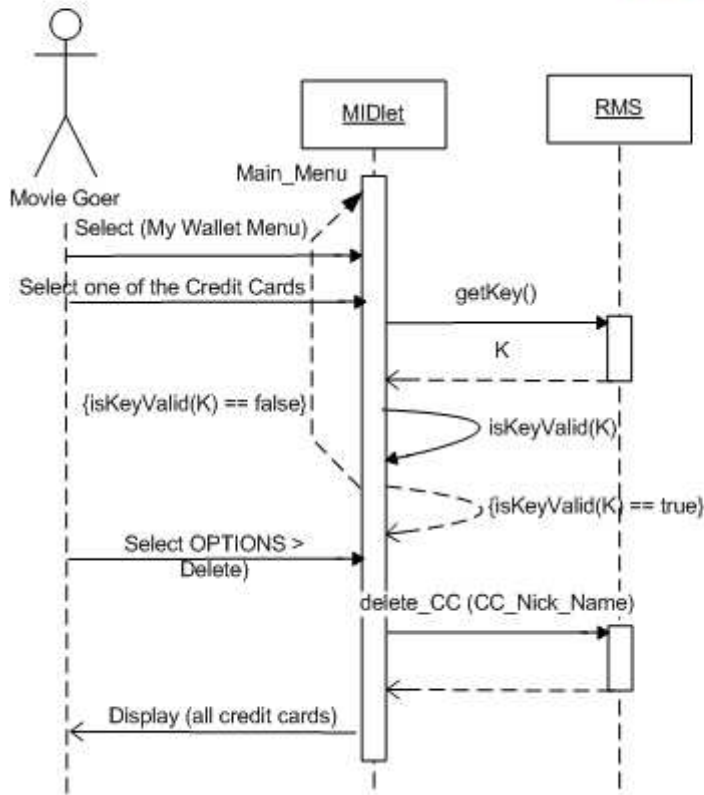 MIDlet
RMS
Main_Menu
Movie Goer
Select (My Wallet Menu)
Select one of the Credit Cards
getKey()
K
{isKeyValid(K) == false}
isKeyValid(K)
{isKeyValid(K) == true}
Select OPTIONS >
Delete)
delete_CC (CC_Nick_Name)
Display (all credit cards)